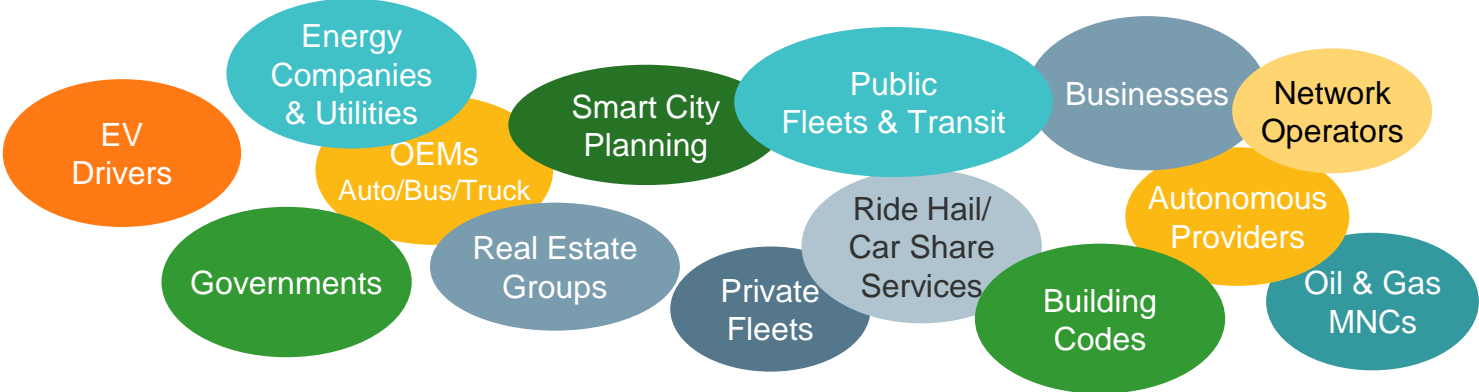 EV
Drivers
Energy
Companies
& Utilities
OEMs
Auto/Bus/Truck
Governments
Smart City
Planning
Real Estate
Groups
Public
Fleets & Transit
Private
Fleets
Ride Hail/
Car Share
Services
Businesses
Network
Operators
Autonomous
Providers
Building
Codes
Oil & Gas
MNCs